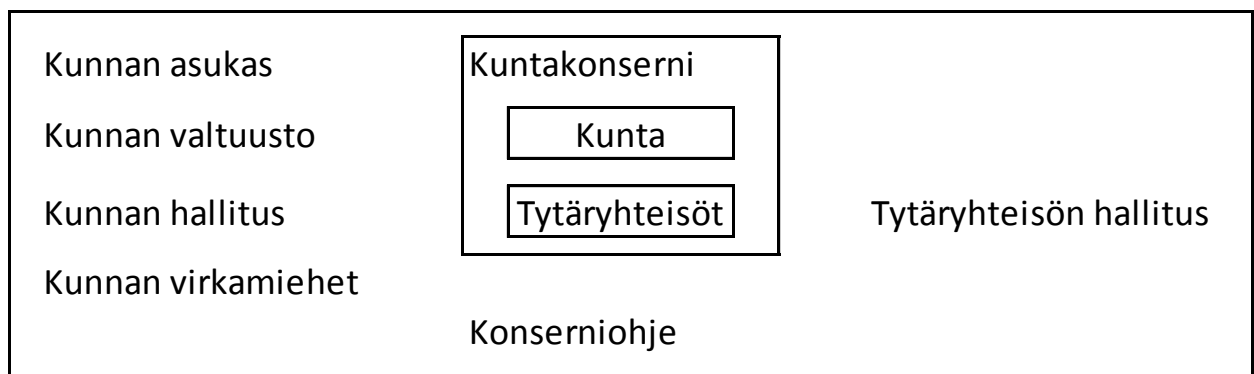 Kunnan asukas
Kuntakonserni
Kunnan valtuusto
Kunta
Kunnan hallitus
Tytäryhteisöt
Tytäryhteisön hallitus
Kunnan virkamiehet
Konserniohje